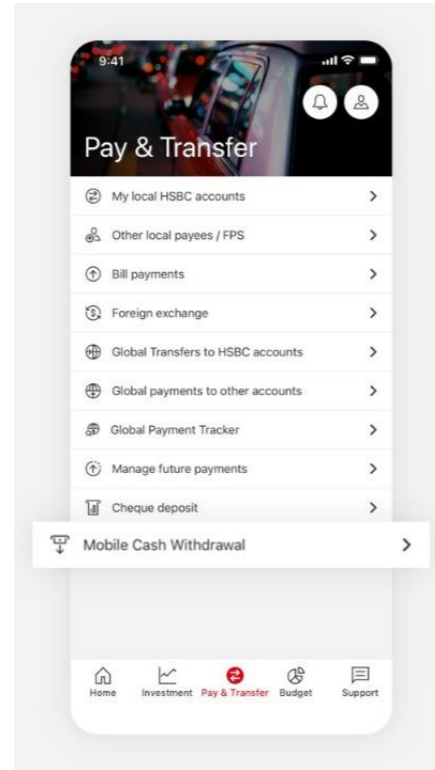 9:41
Pay & Transfer
My local HSBC accounts
Other local payees / FPS
Bill payments
Foreign exchange
Global Transfers to HSBC accounts
Global payments to other accounts
Global Payment Tracker
Manage future payments
Cheque deposit
Mobile Cash Withdrawal
Home Investment Pay & Transfer Budget Support